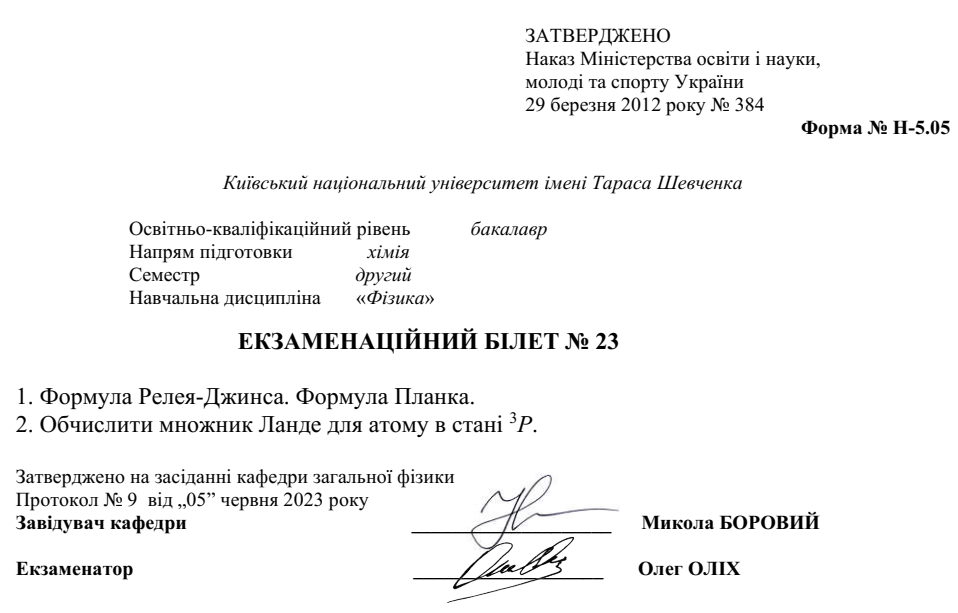 ЗАТВЕРДЖЕНО
Наказ Міністерства освіти і науки,
молоді та спорту України
29 березня 2012 року № 384
Форма № Н-5.05
Київський національний університет імені Тараса Шевченка
Освітньо-кваліфікаційний рівень бакалавр
Напрям підготовки хімія
Семестр другий
Навчальна дисципліна «Фізика»
ЕКЗАМЕНАЦІЙНИЙ БІЛЕТ № 23
1. Формула Релея-Джинса. Формула Планка.
2. Обчислити множник Ланде для атому в стані ³P.
Затверджено на засіданні кафедри загальної фізики
Протокол № 9 від „05” червня 2023 року
Завідувач кафедри Микола БОРОВИЙ
Екзаменатор Олег ОЛІХ